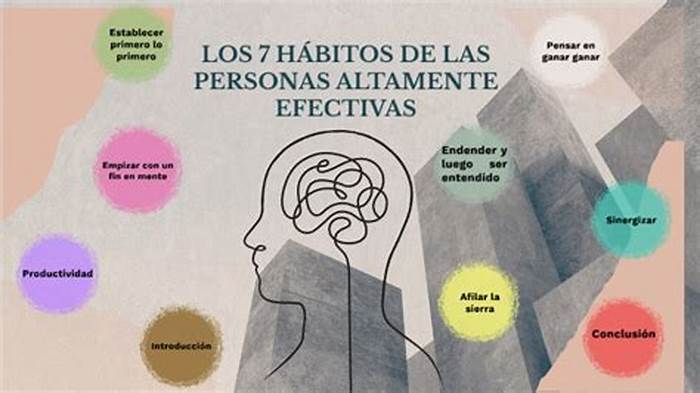 Establecer
primero lo
primero
LOS 7 HÁBITOS DE LAS
PERSONAS ALTAMENTE
EFECTIVAS
Pensar en
ganar ganar
Empizar con un
fin en mente
Endender y
luego ser
entendido
Sinergizar
Productividad
Afilar la
sierra
Introducción
Conclusión